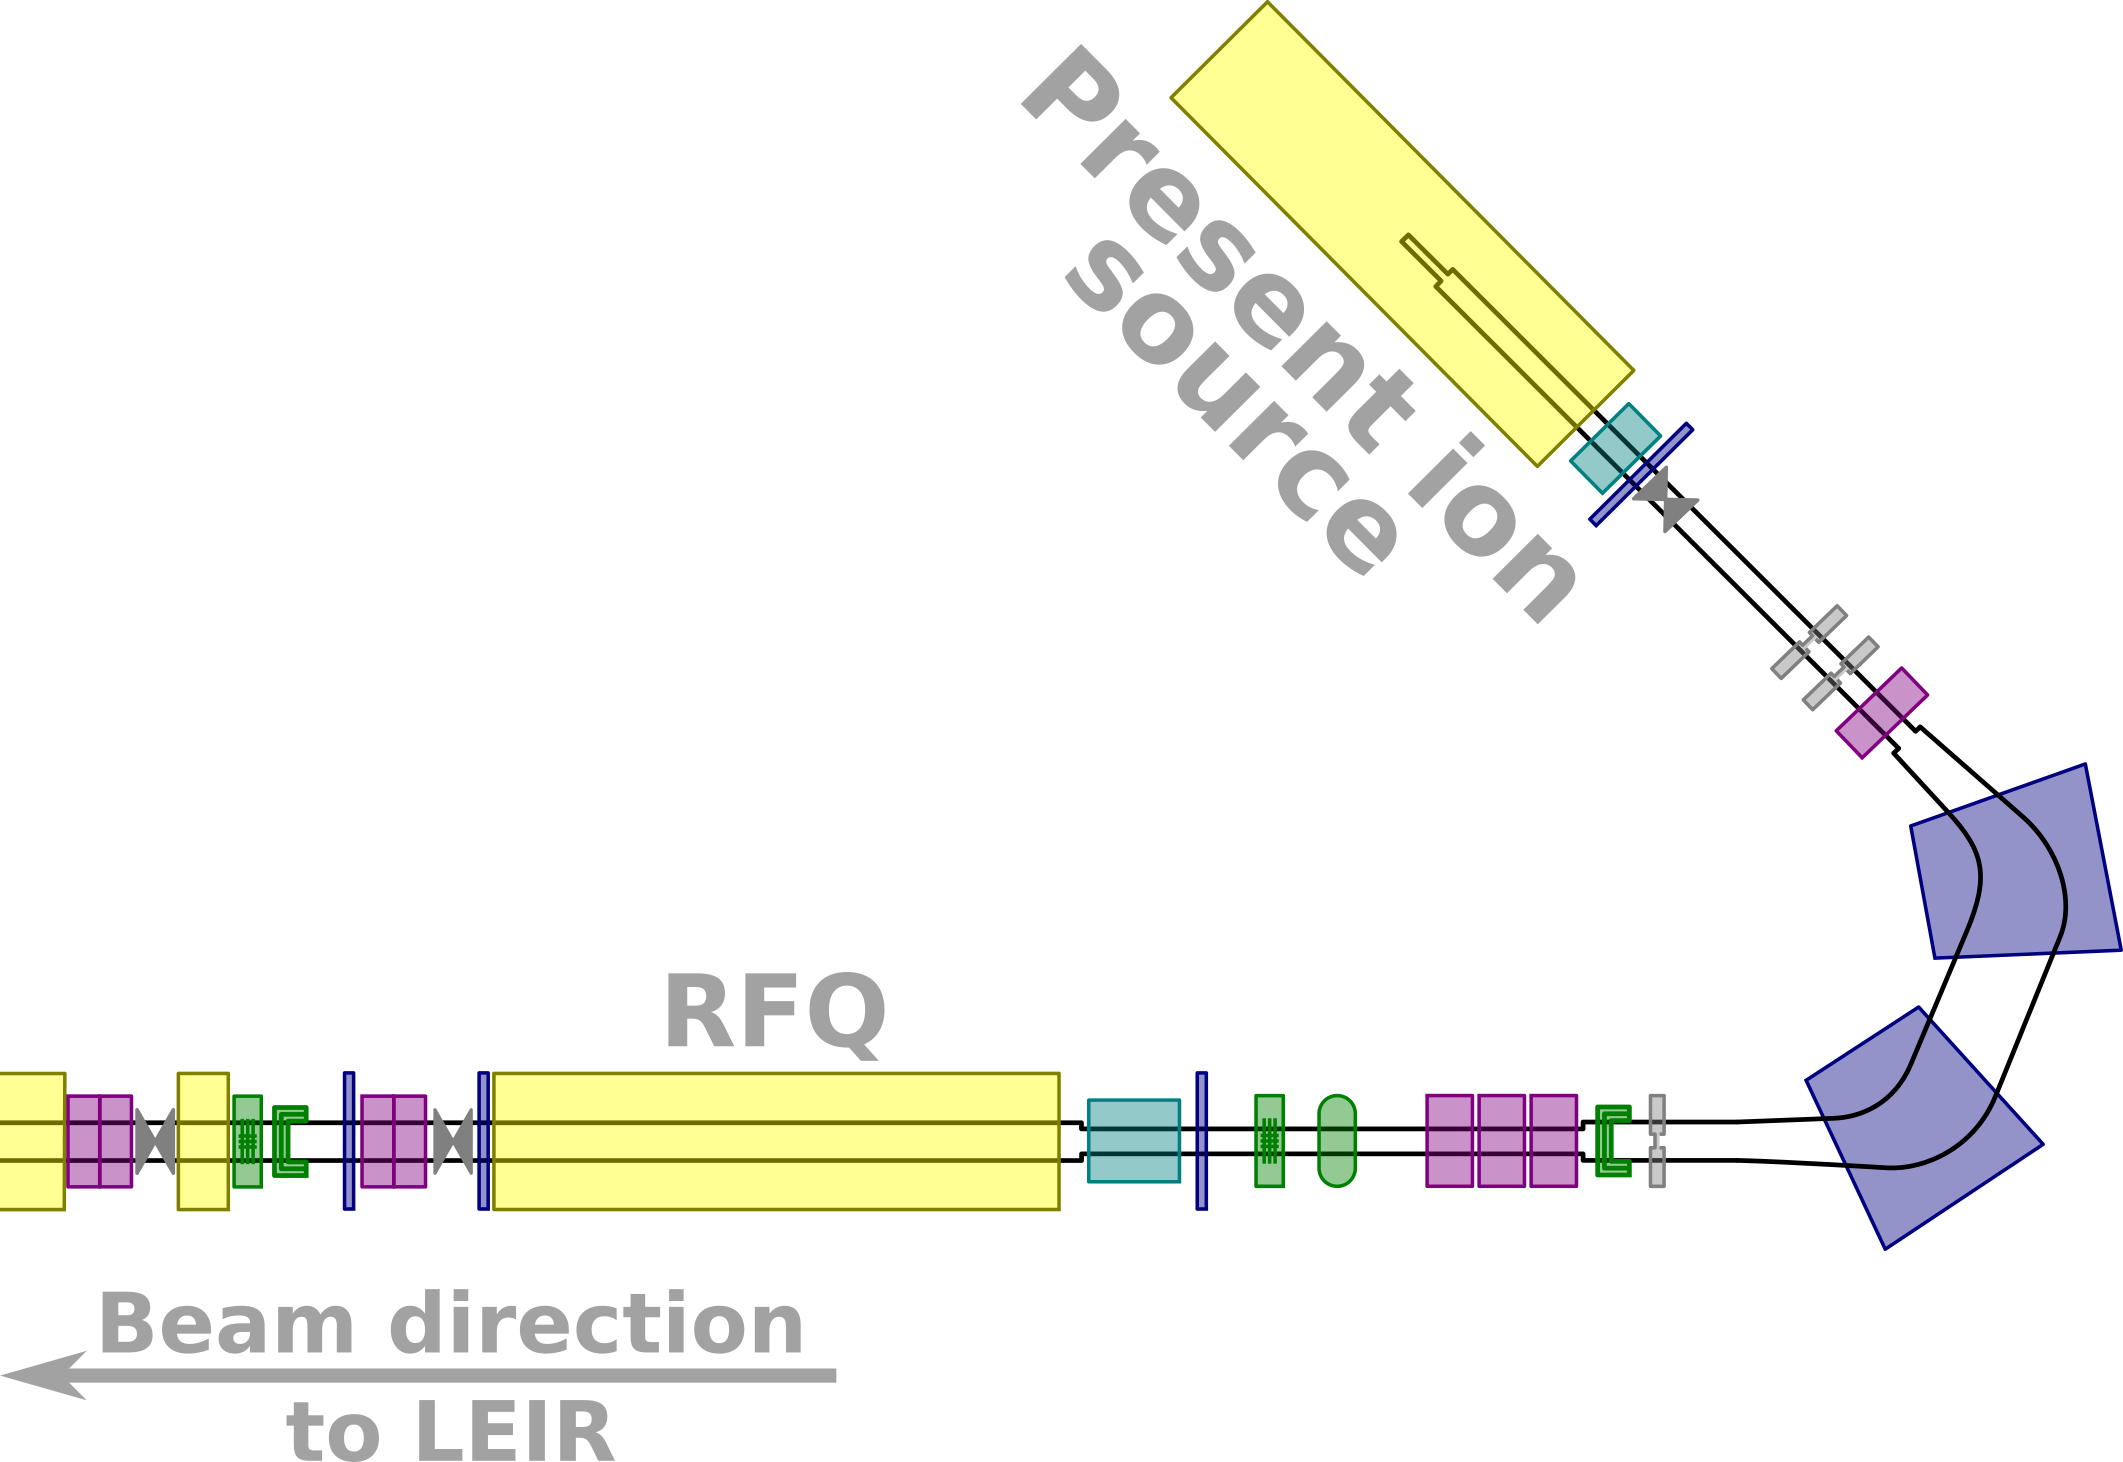 Present ion
source
RFQ
Beam direction
to LEIR